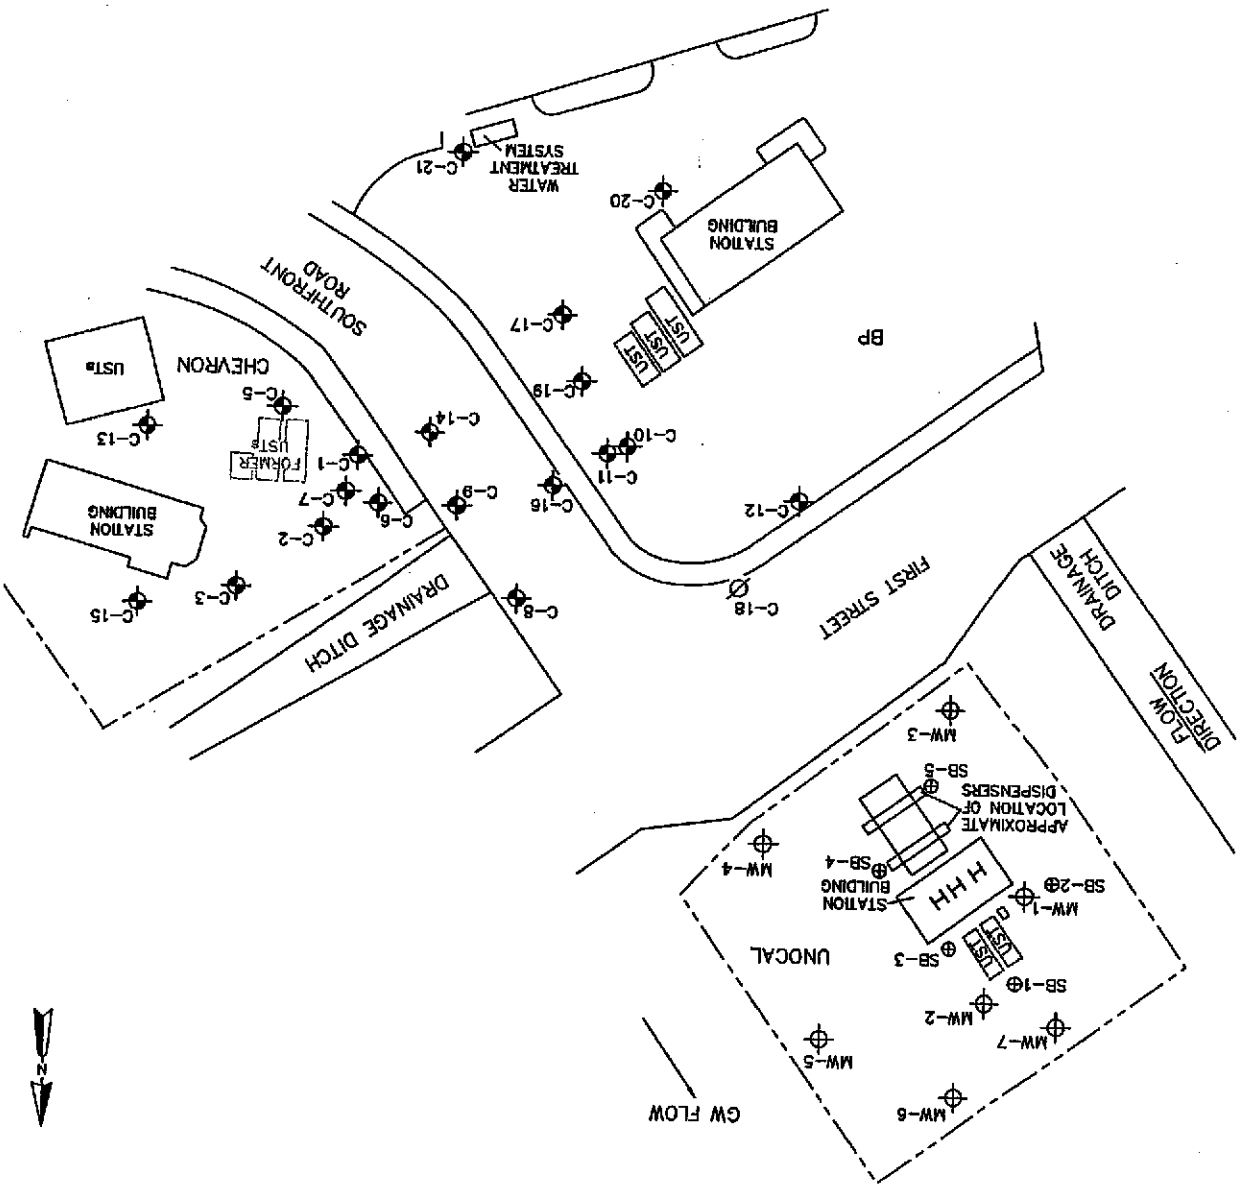 GW FLOW
MW-6
MW-5
MW-7
MW-2
SB-1
UST
UST
SB-3
UNOCAL
MW-1
SB-2
STATION
BUILDING
SB-4
MW-4
APPROXIMATE
LOCATION OF
DISPENSERS
SB-5
MW-3
N
FLOW
DIRECTION
DRAINAGE
DITCH
FIRST STREET
C-18
C-12
DRAINAGE DITCH
C-8
C-3
C-15
C-2
C-6
C-7
C-9
C-16
C-11
C-10
C-1
C-14
STATION
BUILDING
FORMER
USTs
C-13
C-5
CHEVRON
USTs
C-19
C-17
UST
UST
UST
BP
SOUTHFRONT
ROAD
STATION
BUILDING
C-20
WATER
TREATMENT
SYSTEM
C-21